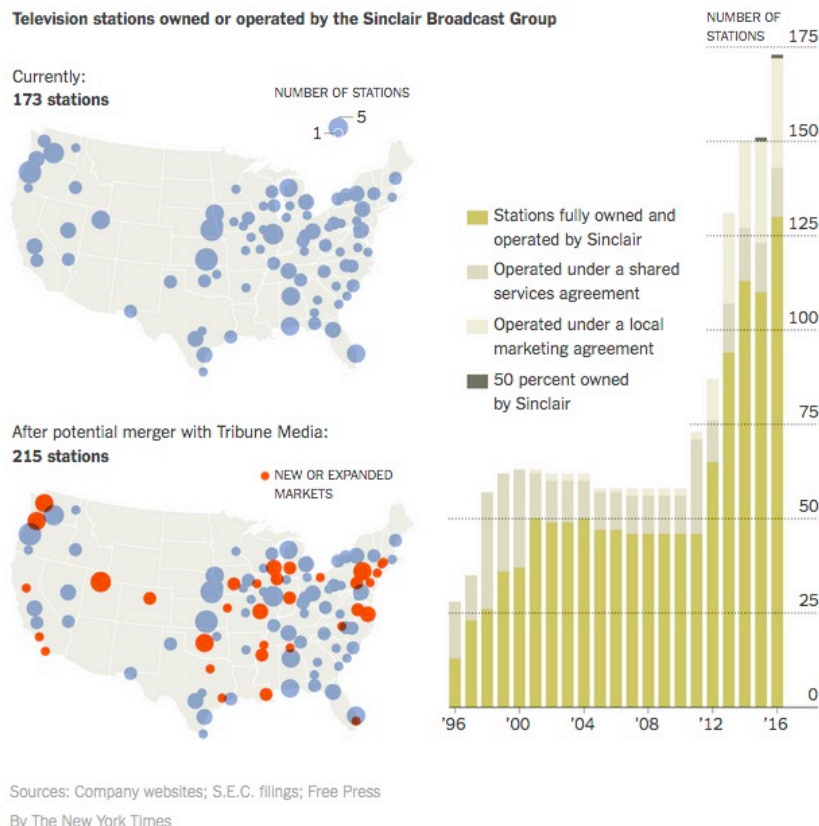 Television stations owned or operated by the Sinclair Broadcast Group
Currently:
173 stations
NUMBER OF STATIONS
5
1
After potential merger with Tribune Media:
215 stations
NEW OR EXPANDED
MARKETS
NUMBER OF
STATIONS
175
150
125
100
75
50
25
0
Stations fully owned and
operated by Sinclair
Operated under a shared
services agreement
Operated under a local
marketing agreement
50 percent owned
by Sinclair
'96
'00
'04
'08
'12
'16
Sources: Company websites; S.E.C. filings; Free Press
By The New York Times